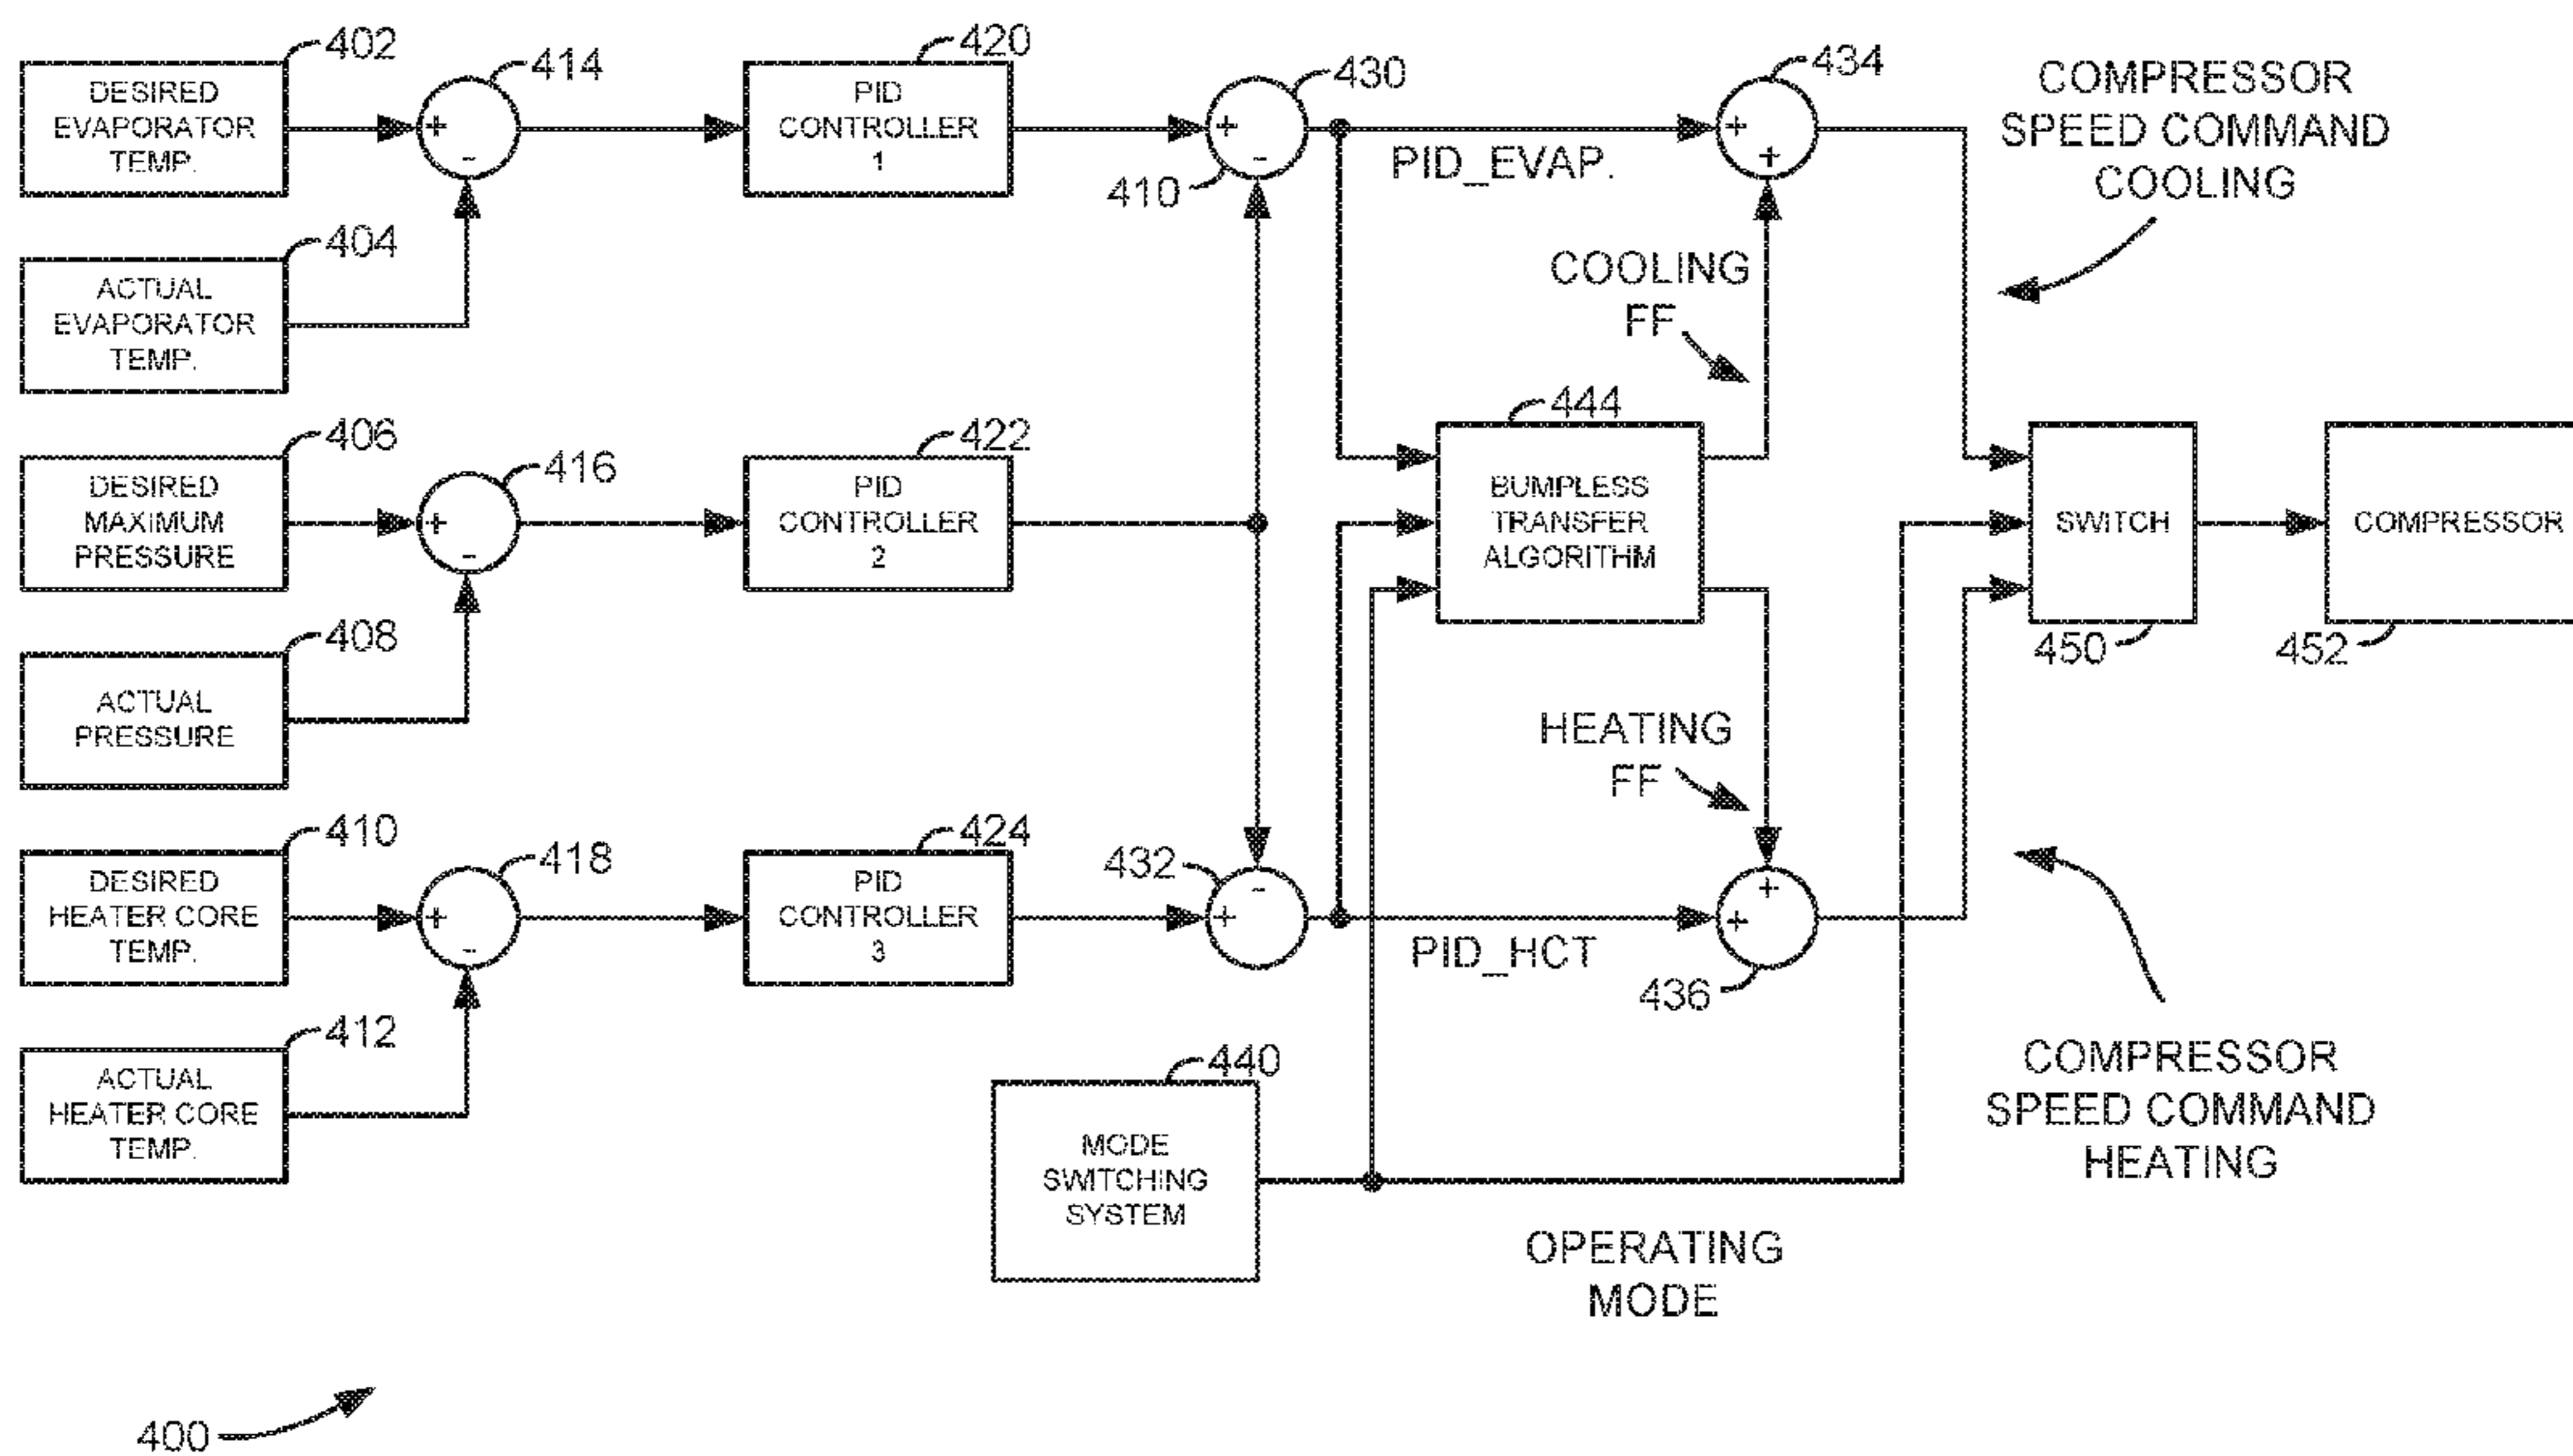 402
DESIRED
EVAPORATOR
TEMP.
414
+
-
420
PID
CONTROLLER
1
430
+
-
410
PID_EVAP.
434
+
+
COMPRESSOR
SPEED COMMAND
COOLING
404
ACTUAL
EVAPORATOR
TEMP.
COOLING
FF
406
DESIRED
MAXIMUM
PRESSURE
416
+
-
422
PID
CONTROLLER
2
444
BUMPLESS
TRANSFER
ALGORITHM
SWITCH
450
COMPRESSOR
452
408
ACTUAL
PRESSURE
HEATING
FF
410
DESIRED
HEATER CORE
TEMP.
418
+
-
424
PID
CONTROLLER
3
432
-
+
PID_HCT
+
+
436
412
ACTUAL
HEATER CORE
TEMP.
440
MODE
SWITCHING
SYSTEM
COMPRESSOR
SPEED COMMAND
HEATING
OPERATING
MODE
400